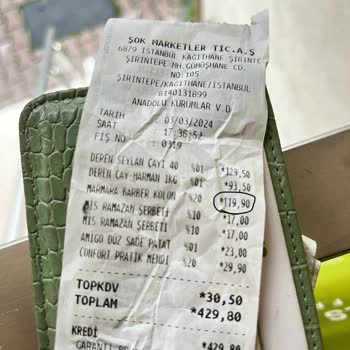 ŞOK MARKETLER TIC.A.Ş
6879 ISTANBUL KAGITHANE ŞIRINTE
ŞIRINTEPE MH.GÜMÜŞHANE CD.
NO:105
ŞIRINTEPE/KAGITHANE/ISTANBUL
8140131899
ANADOLU KURUMLAR V.D
TARIH : 03/03/2024
SAAT : 17:36:52
FIŞ NO : 0319
DEREN SEYLAN ÇAYI 40 %01 *129,50
DEREN ÇAY HARMAN 1KG %01 *93,50
MARMARA BARBER KOLON %20 *119,90
MIS RAMAZAN ŞERBETI %10 *17,00
MIS RAMAZAN ŞERBETI %10 *17,00
AMIGO DÜZ SADE PATAT %01 *23,00
CONFORT PRATIK MENDI %20 *29,90
TOPKDV *30,50
TOPLAM *429,80
KREDI *429,80
GARANTI